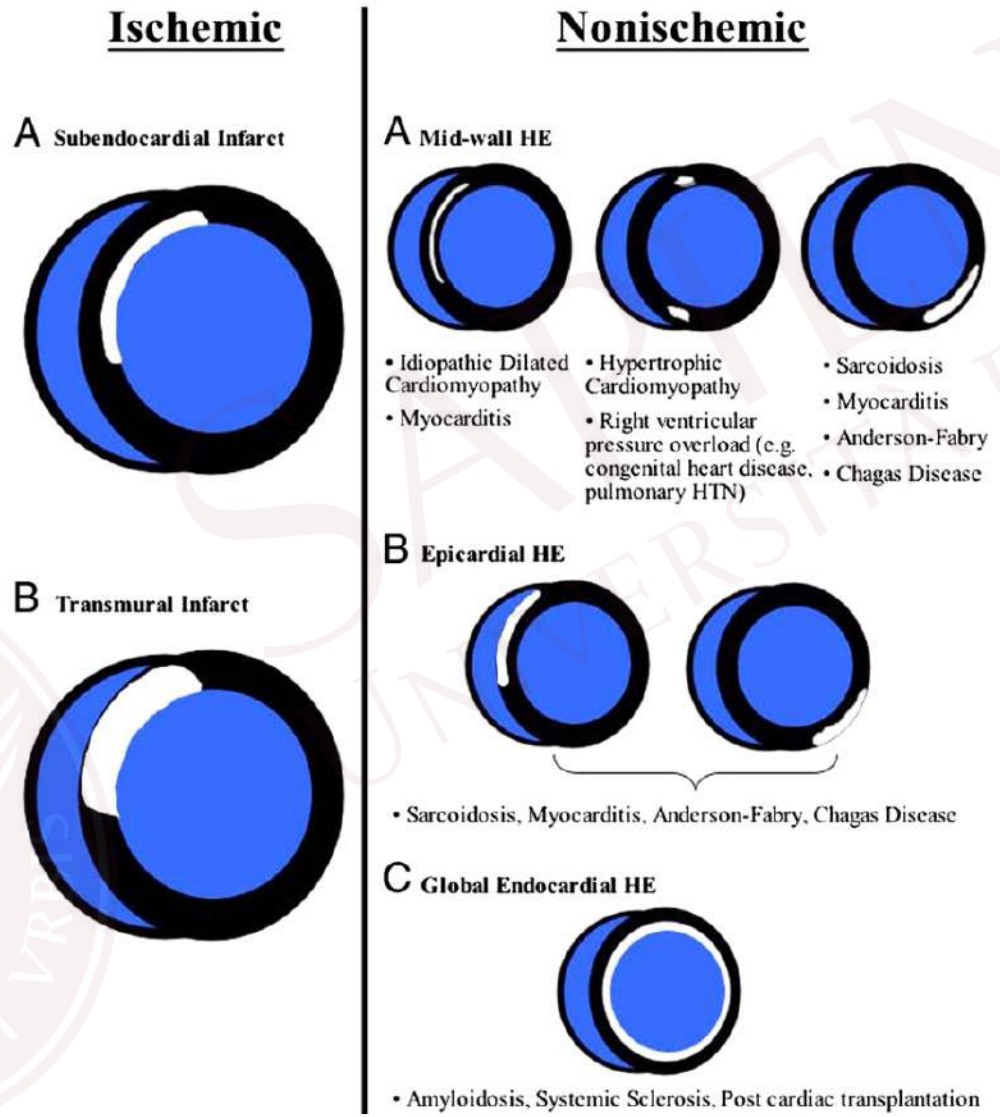 Ischemic
Nonischemic
A Subendocardial Infarct
B Transmural Infarct
A Mid-wall HE
• Idiopathic Dilated
Cardiomyopathy
• Myocarditis
• Hypertrophic
Cardiomyopathy
• Right ventricular
pressure overload (e.g.
congenital heart disease,
pulmonary HTN)
• Sarcoidosis
• Myocarditis
• Anderson-Fabry
• Chagas Disease
B Epicardial HE
• Sarcoidosis, Myocarditis, Anderson-Fabry, Chagas Disease
C Global Endocardial HE
• Amyloidosis, Systemic Sclerosis, Post cardiac transplantation